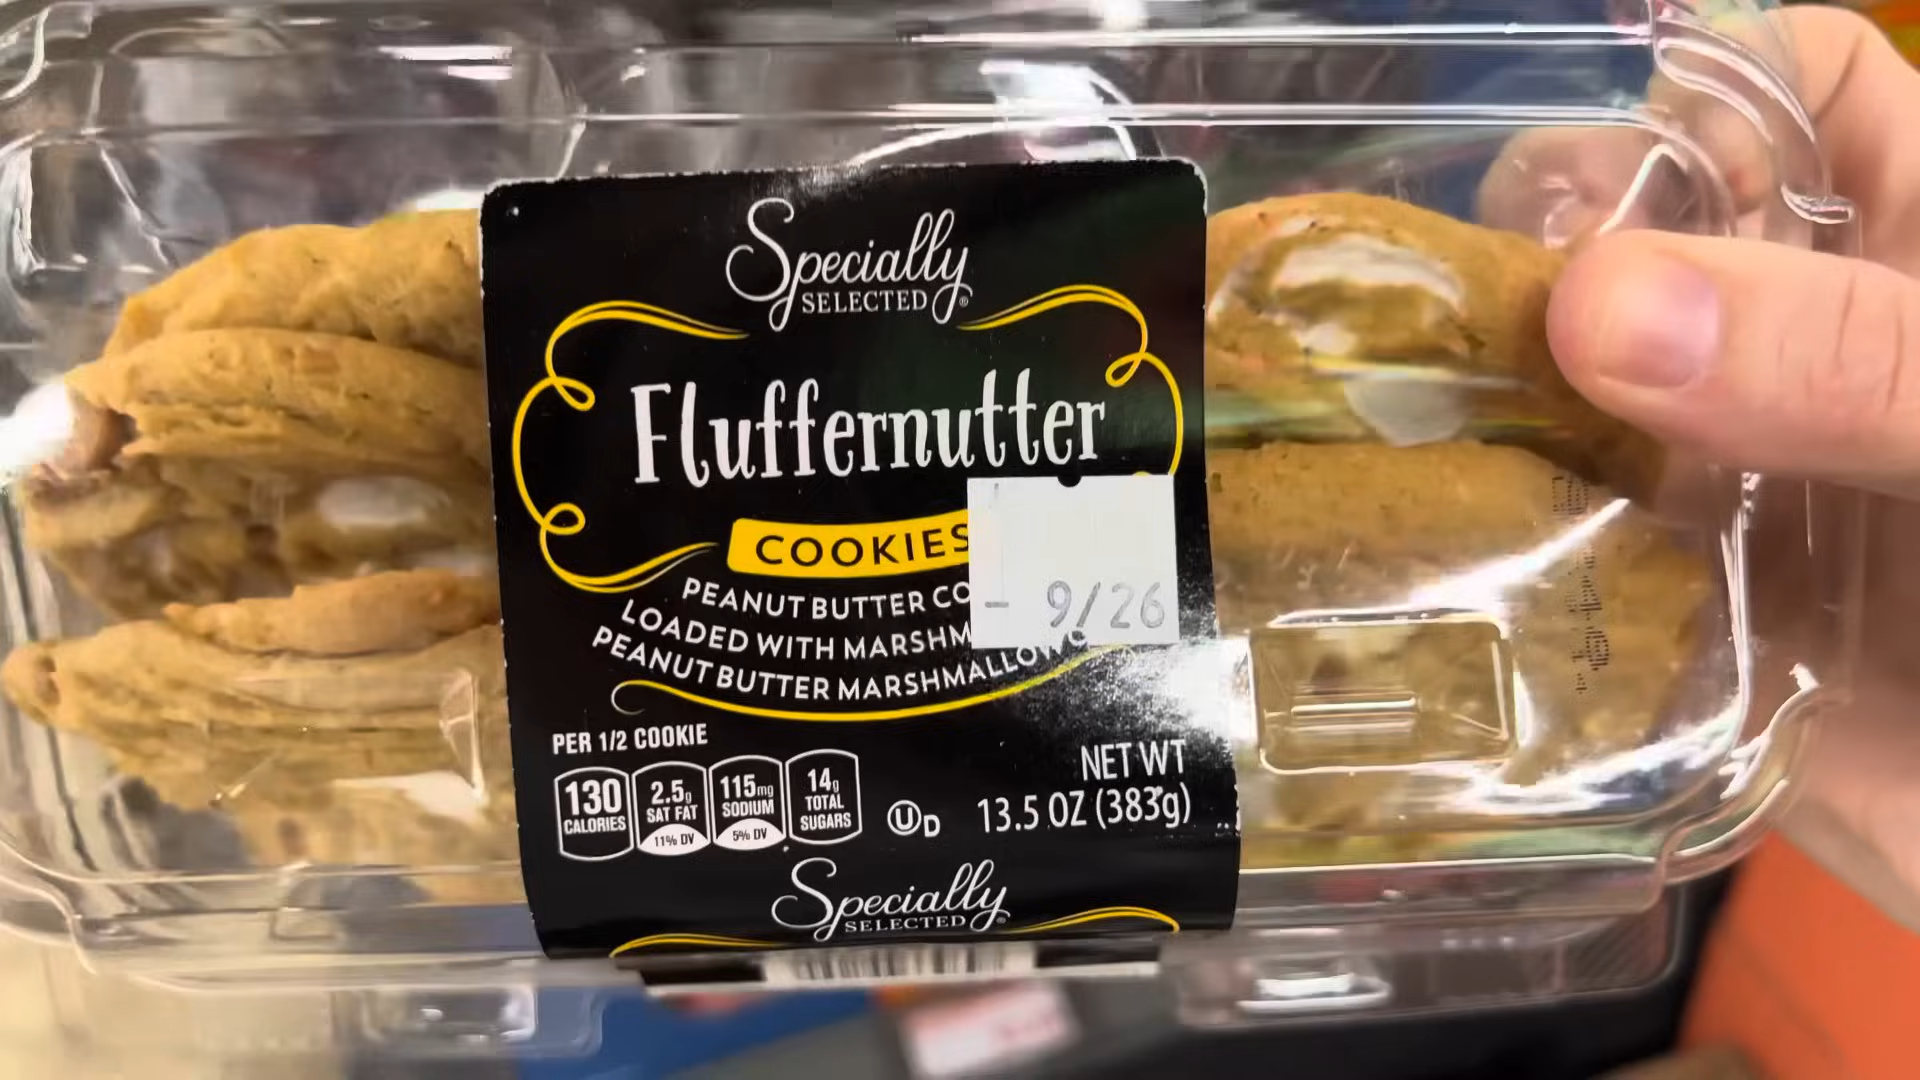 Specially
SELECTED®
Fluffernutter
COOKIES
PEANUT BUTTER CO
LOADED WITH MARSHM
PEANUT BUTTER MARSHMALLOW
- 9/26
PER 1/2 COOKIE
130 CALORIES
2.5g SAT FAT 11% DV
115mg SODIUM 5% DV
14g TOTAL SUGARS
U D
NET WT
13.5 OZ (383g)
Specially
SELECTED®